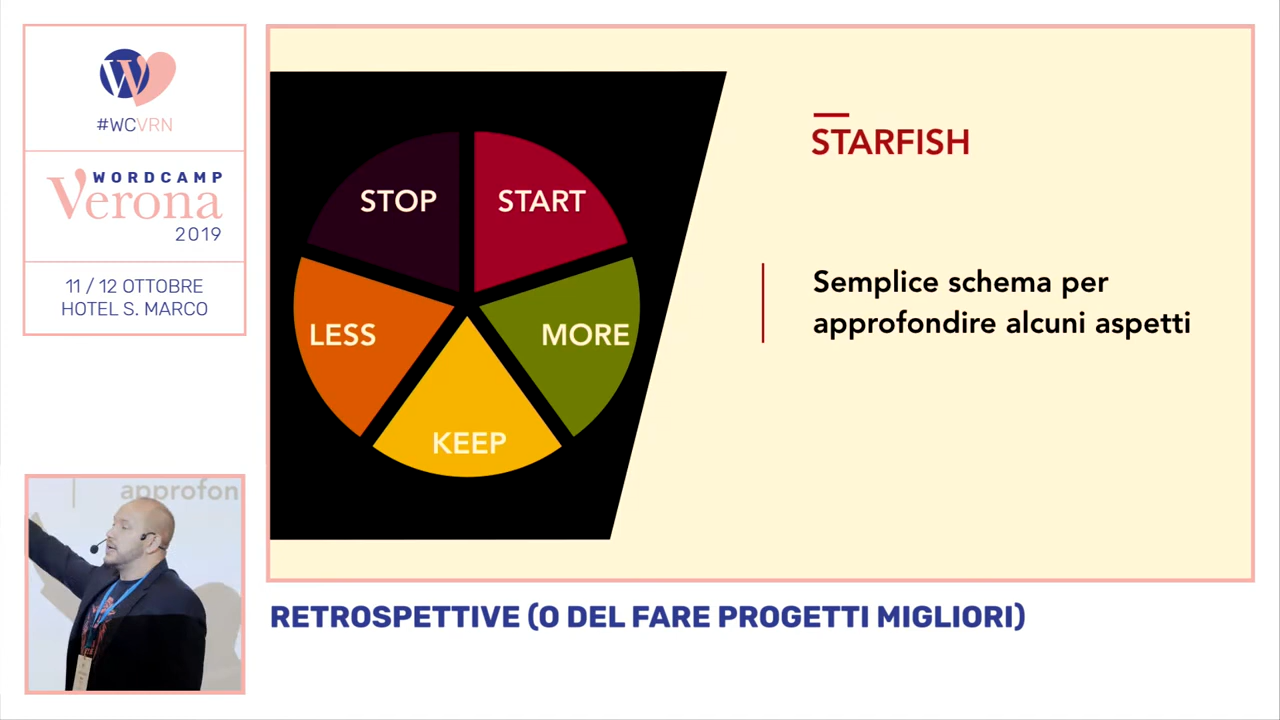 #WCVRN
WORDCAMP
Verona
2019
11 / 12 OTTOBRE
HOTEL S. MARCO
STOP
START
LESS
MORE
KEEP
STARFISH
Semplice schema per
approfondire alcuni aspetti
approfon
RETROSPETTIVE (O DEL FARE PROGETTI MIGLIORI)